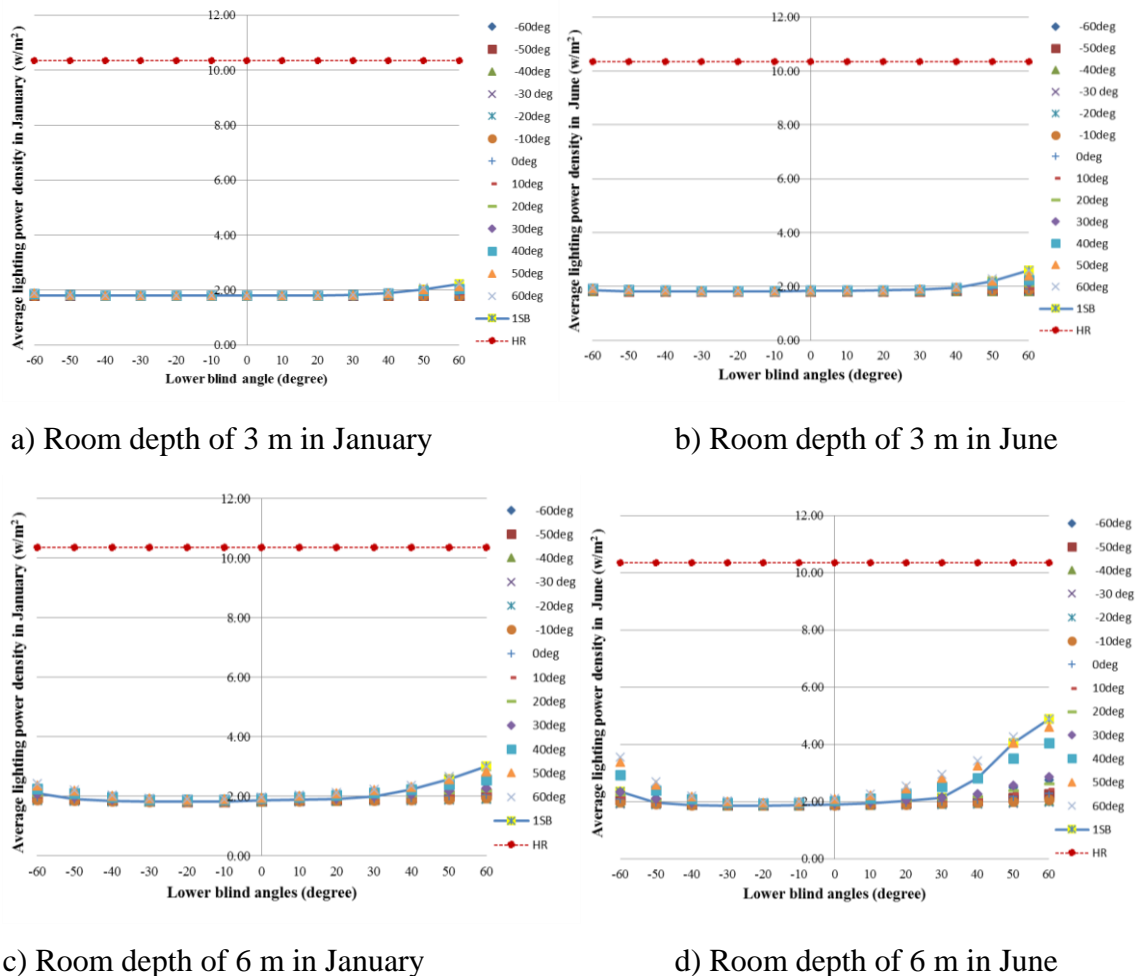 Average lighting power density in January (w/m²)
12.00
10.00
8.00
6.00
4.00
2.00
0.00
-60 -50 -40 -30 -20 -10 0 10 20 30 40 50 60
Lower blind angle (degree)
-60deg
-50deg
-40deg
-30 deg
-20deg
-10deg
0deg
10deg
20deg
30deg
40deg
50deg
60deg
1SB
HR
Average lighting power density in June (w/m²)
12.00
10.00
8.00
6.00
4.00
2.00
0.00
-60 -50 -40 -30 -20 -10 0 10 20 30 40 50 60
Lower blind angles (degree)
-60deg
-50deg
-40deg
-30deg
-20deg
-10deg
0deg
10deg
20deg
30deg
40deg
50deg
60deg
1SB
HR
a) Room depth of 3 m in January
b) Room depth of 3 m in June
Average lighting power density in January (w/m²)
12.00
10.00
8.00
6.00
4.00
2.00
0.00
-60 -50 -40 -30 -20 -10 0 10 20 30 40 50 60
Lower blind angles (degree)
-60deg
-50deg
-40deg
-30 deg
-20deg
-10deg
0deg
10deg
20deg
30deg
40deg
50deg
60deg
1SB
HR
Average lighting power density in June (w/m²)
12.00
10.00
8.00
6.00
4.00
2.00
0.00
-60 -50 -40 -30 -20 -10 0 10 20 30 40 50 60
Lower blind angles (degree)
-60deg
-50deg
-40deg
-30 deg
-20deg
-10deg
0deg
10deg
20deg
30deg
40deg
50deg
60deg
1SB
HR
c) Room depth of 6 m in January
d) Room depth of 6 m in June